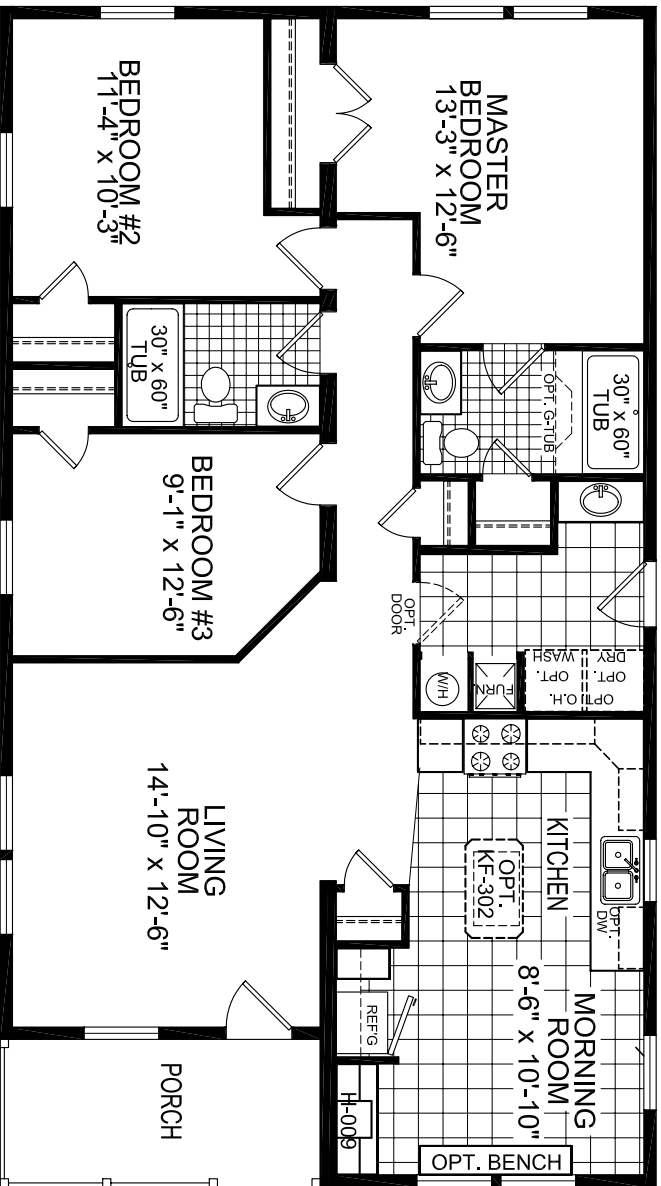 MASTER
BEDROOM
13'-3" x 12'-6"
BEDROOM #2
11'-4" x 10'-3"
30" x 60"
TUB
OPT. G-TUB
30" x 60"
TUB
BEDROOM #3
9'-1" x 12'-6"
OPT.
DOOR
W/H
FURN
OPT.
WASH
OPT.
DRY
OPT.
O.H.
LIVING
ROOM
14'-10" x 12'-6"
KITCHEN
OPT.
KF-302
OPT.
DW
MORNING
ROOM
8'-6" x 10'-10"
REF'G
H-009
OPT. BENCH
PORCH